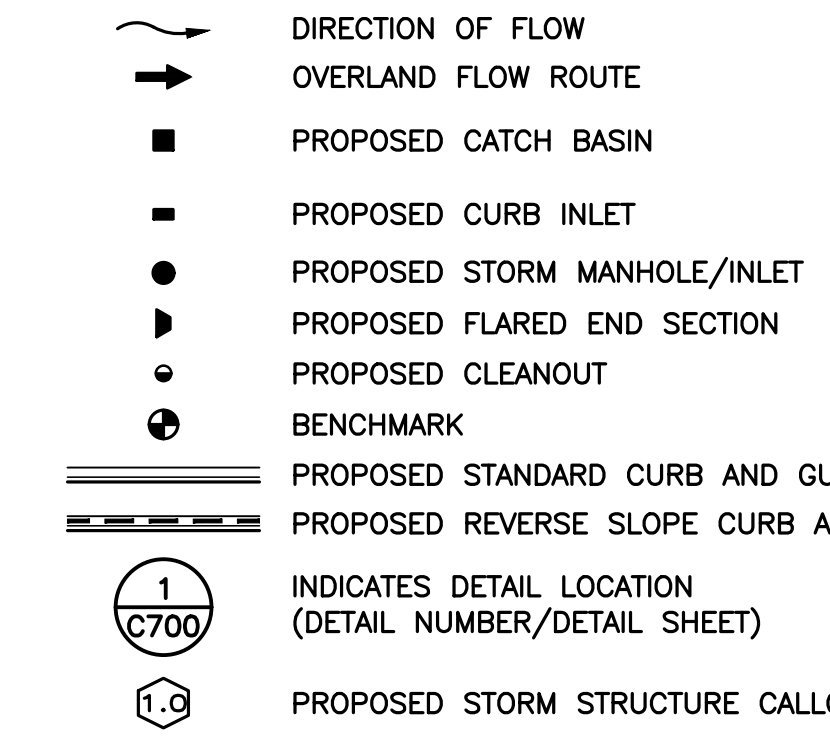 DIRECTION OF FLOW
OVERLAND FLOW ROUTE
PROPOSED CATCH BASIN
PROPOSED CURB INLET
PROPOSED STORM MANHOLE/INLET
PROPOSED FLARED END SECTION
PROPOSED CLEANOUT
BENCHMARK
PROPOSED STANDARD CURB AND
PROPOSED REVERSE SLOPE CURB
1
C700
INDICATES DETAIL LOCATION
(DETAIL NUMBER/DETAIL SHEET)
1.0
PROPOSED STORM STRUCTURE